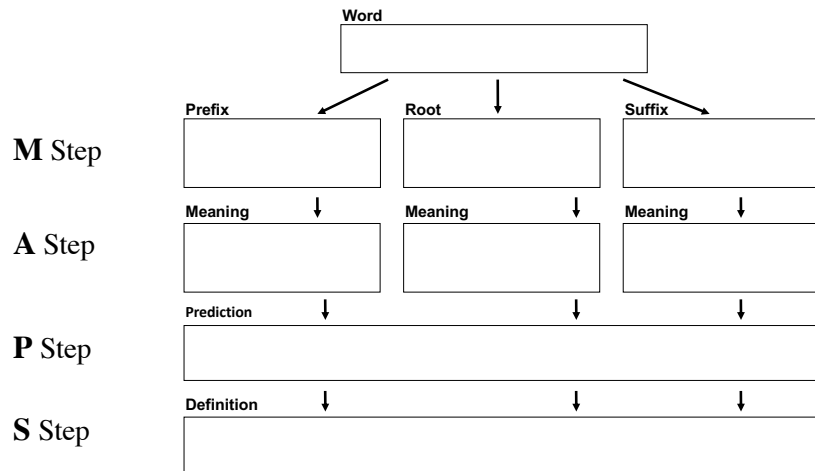 Word
Prefix Root Suffix
M Step
Meaning Meaning Meaning
A Step
Prediction
P Step
Definition
S Step